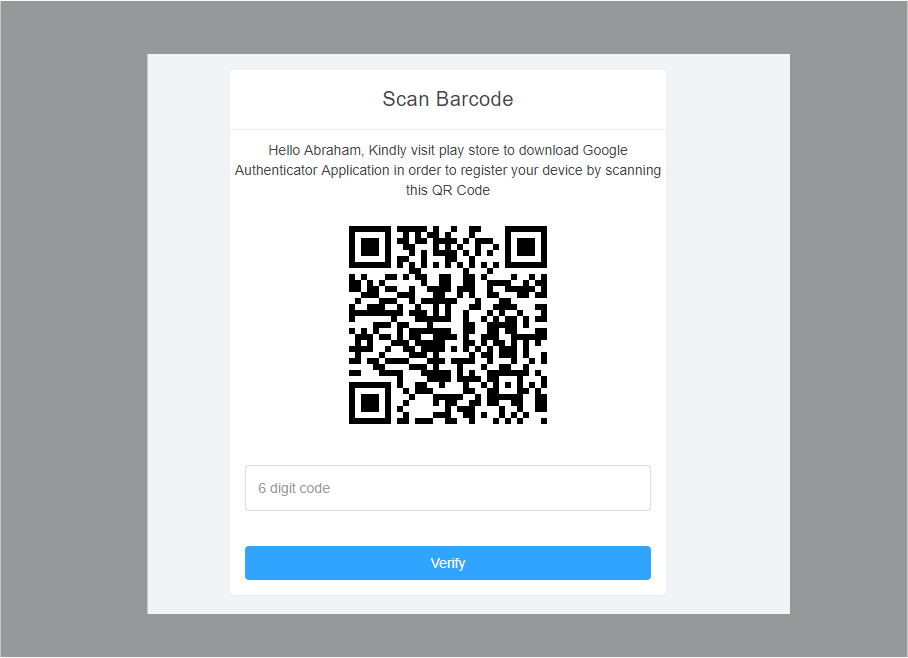 Scan Barcode
Hello Abraham, Kindly visit play store to download Google
Authenticator Application in order to register your device by scanning
this QR Code
6 digit code
Verify